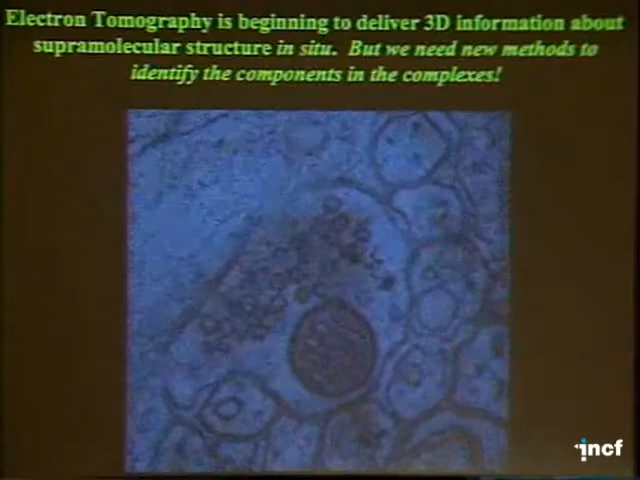 Electron Tomography is beginning to deliver 3D information about
supramolecular structure in situ. But we need new methods to
identify the components in the complexes!
incf